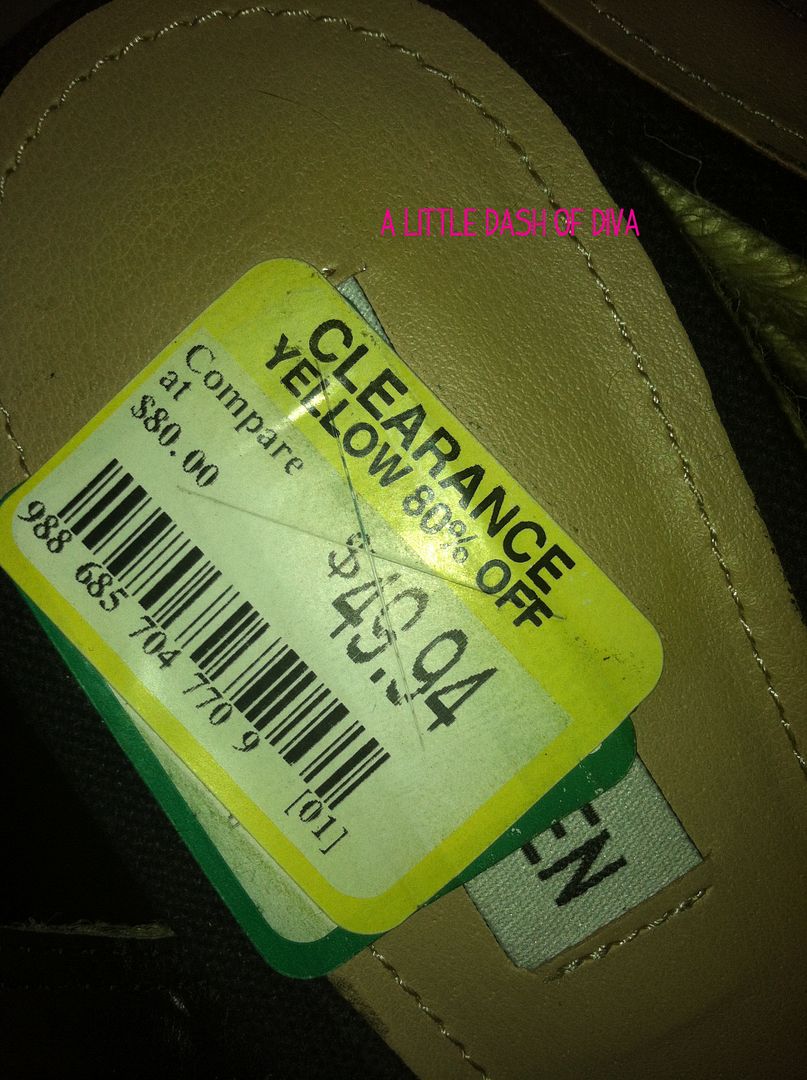 A LITTLE DASH OF DIVA
CLEARANCE
YELLOW 80% OFF
Compare
at
$80.00
$49.94
988 685 704 770 9
[01]
EN